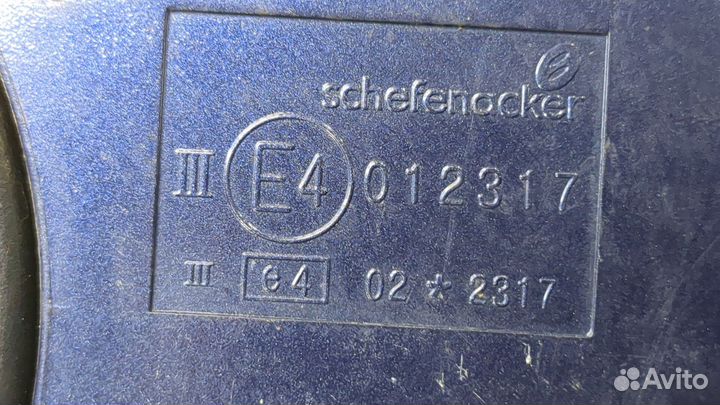 schefenacker
III E4 012317
III e4 02 * 2317
Avito